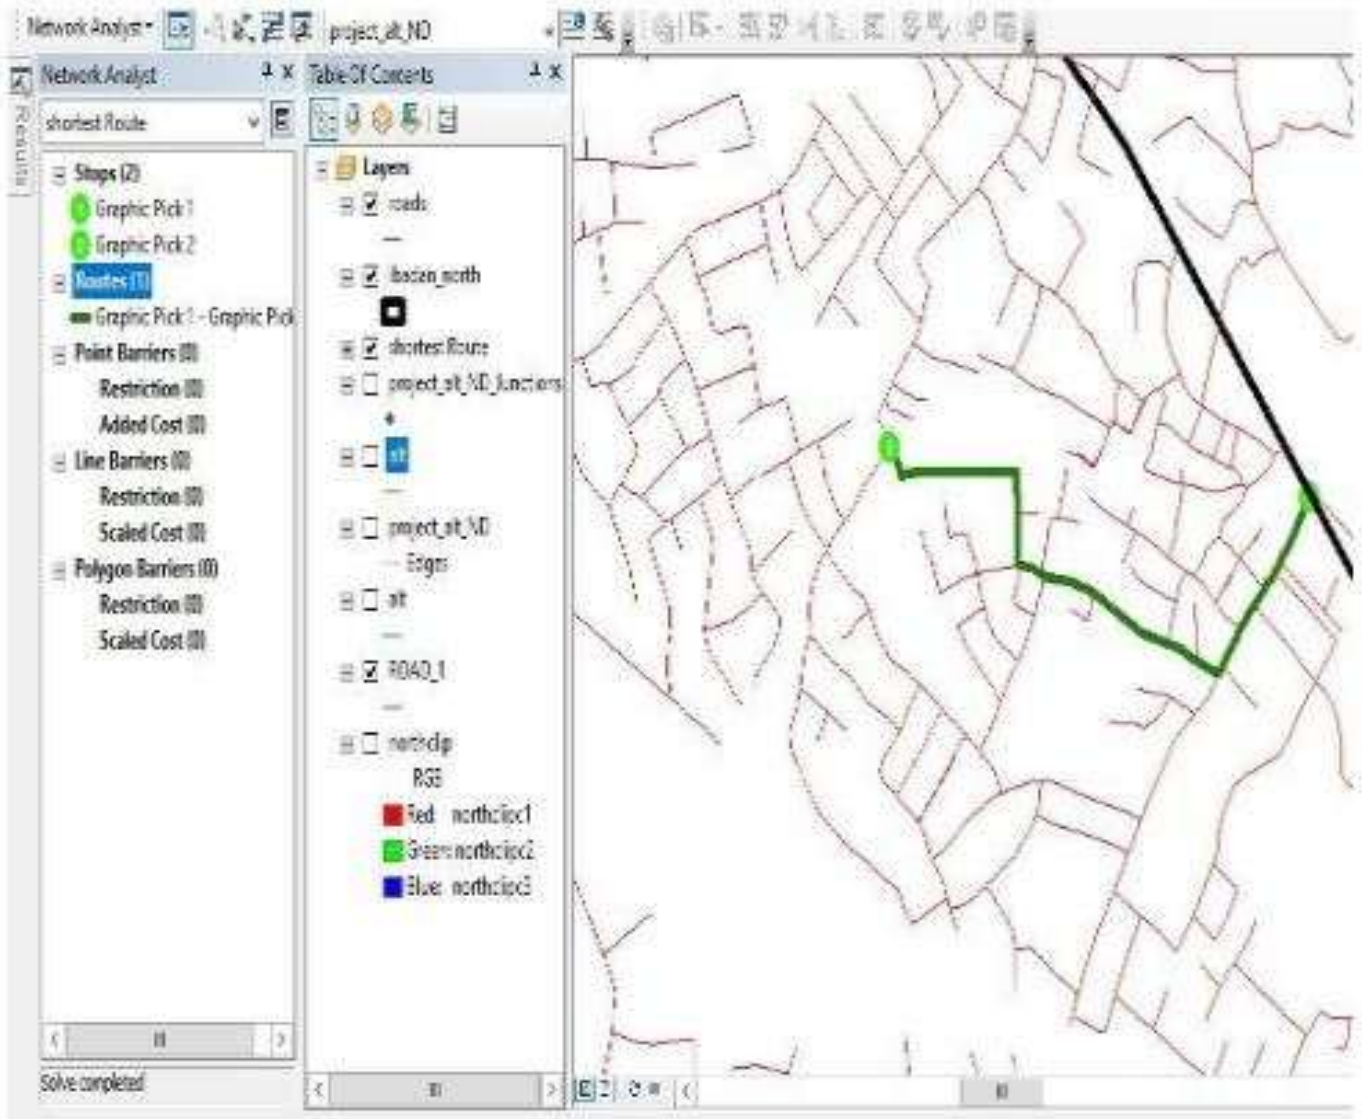 Network Analyst
project_alt_ND
Results
Network Analyst
shortest Route
Stops (2)
Graphic Pick 1
Graphic Pick 2
Routes (1)
Graphic Pick 1 - Graphic Pick
Point Barriers (0)
Restriction (0)
Added Cost (0)
Line Barriers (0)
Restriction (0)
Scaled Cost (0)
Polygon Barriers (0)
Restriction (0)
Scaled Cost (0)
Solve completed
Table Of Contents
Layers
roads
ibadan_north
shortest Route
project_alt_ND_Junctions
alt
project_alt_ND
Edges
alt
ROAD_1
northclip
RGB
Red: northclipc1
Green: northclipc2
Blue: northclipc3